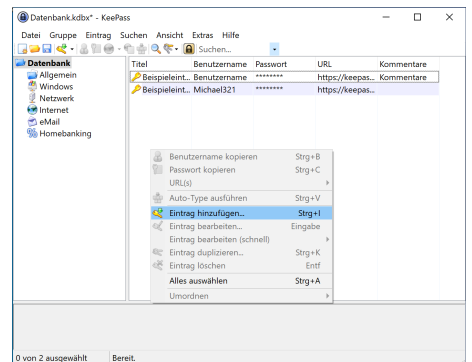 Datenbank.kdbx* - KeePass
Datei Gruppe Eintrag Suchen Ansicht Extras Hilfe
Suchen...
Datenbank
Allgemein
Windows
Netzwerk
Internet
eMail
Homebanking
Titel Benutzername Passwort URL Kommentare
Beispieleint... Benutzername ******** https://keepas... Kommentare
Beispieleint... Michael321 ******** https://keepas...
Benutzername kopieren Strg+B
Passwort kopieren Strg+C
URL(s)
Auto-Type ausführen Strg+V
Eintrag hinzufügen... Strg+I
Eintrag bearbeiten... Eingabe
Eintrag bearbeiten (schnell)
Eintrag duplizieren... Strg+K
Eintrag löschen Entf
Alles auswählen Strg+A
Umordnen
0 von 2 ausgewählt Bereit.